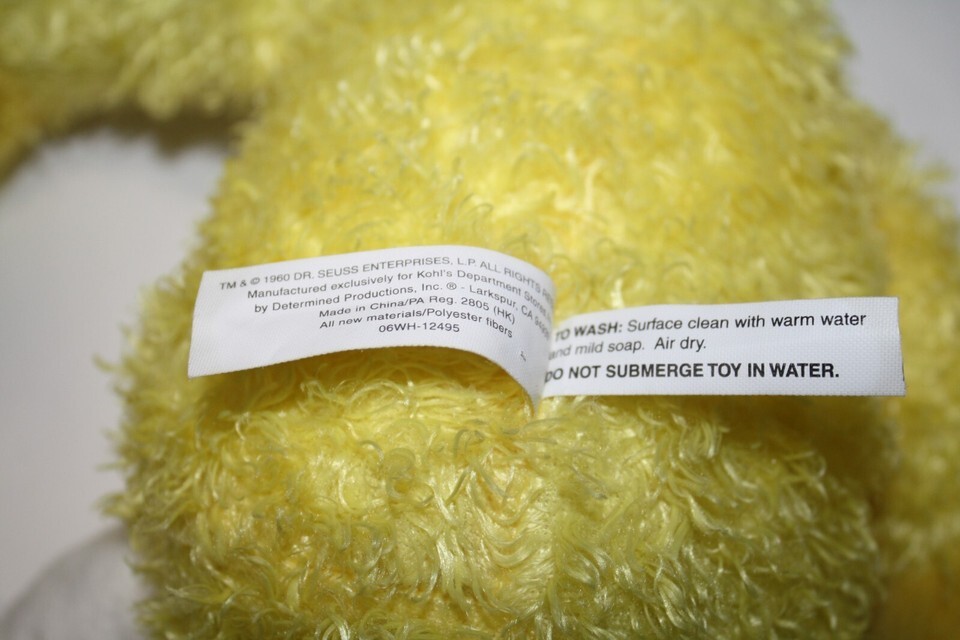 TM & © 1960 DR. SEUSS ENTERPRISES, L.P. ALL RIGHTS
Manufactured exclusively for Kohl's Department Stores
by Determined Productions, Inc. ® - Larkspur, CA
Made in China/PA Reg. 2805 (HK)
All new materials/Polyester fibers
06WH-12495
TO WASH: Surface clean with warm water
and mild soap. Air dry.
DO NOT SUBMERGE TOY IN WATER.